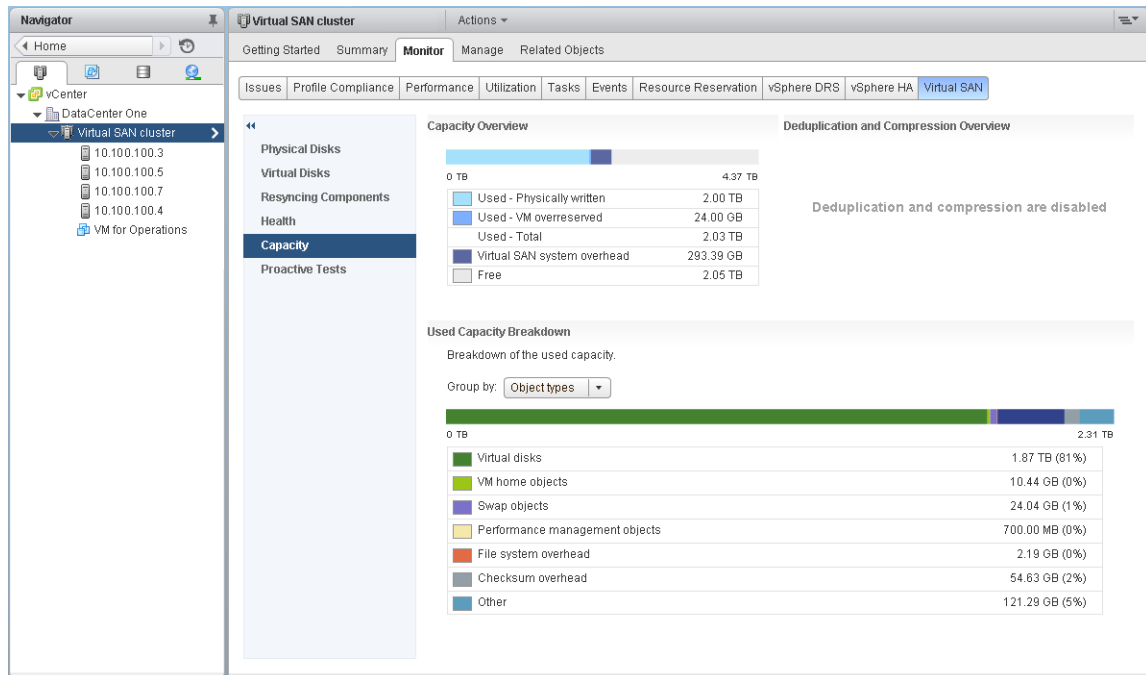 Navigator
Virtual SAN cluster
Actions
Home
Getting Started Summary Monitor Manage Related Objects
Issues Profile Compliance Performance Utilization Tasks Events Resource Reservation vSphere DRS vSphere HA Virtual SAN
vCenter
DataCenter One
Virtual SAN cluster
10.100.100.3
10.100.100.5
10.100.100.7
10.100.100.4
VM for Operations
Physical Disks
Virtual Disks
Resyncing Components
Health
Capacity
Proactive Tests
Capacity Overview
0 TB 4.37 TB
Used - Physically written 2.00 TB
Used - VM overreserved 24.00 GB
Used - Total 2.03 TB
Virtual SAN system overhead 293.39 GB
Free 2.05 TB
Deduplication and Compression Overview
Deduplication and compression are disabled
Used Capacity Breakdown
Breakdown of the used capacity.
Group by: Object types
0 TB 2.31 TB
Virtual disks 1.87 TB (81%)
VM home objects 10.44 GB (0%)
Swap objects 24.04 GB (1%)
Performance management objects 700.00 MB (0%)
File system overhead 2.19 GB (0%)
Checksum overhead 54.63 GB (2%)
Other 121.29 GB (5%)